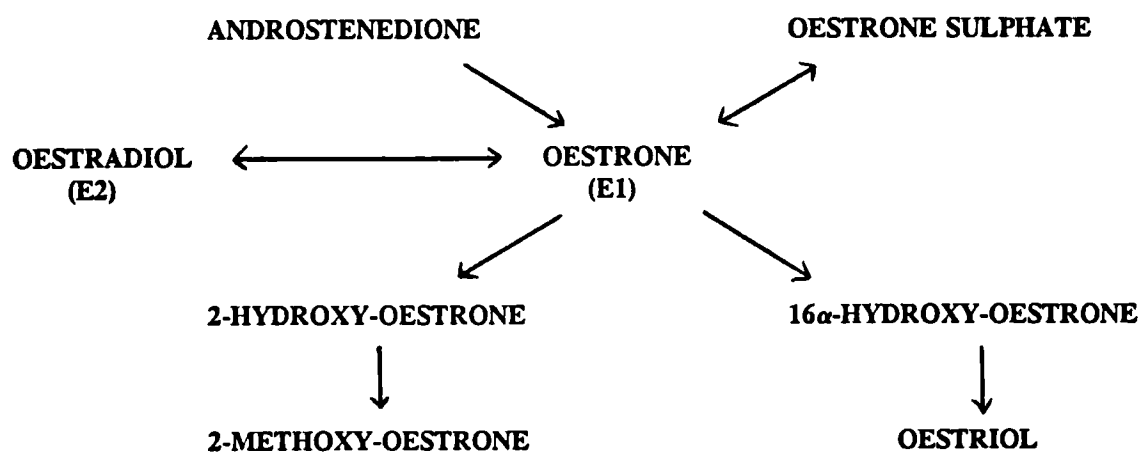 ANDROSTENEDIONE
OESTRONE SULPHATE
OESTRADIOL
(E2)
OESTRONE
(E1)
2-HYDROXY-OESTRONE
16α-HYDROXY-OESTRONE
2-METHOXY-OESTRONE
OESTRIOL